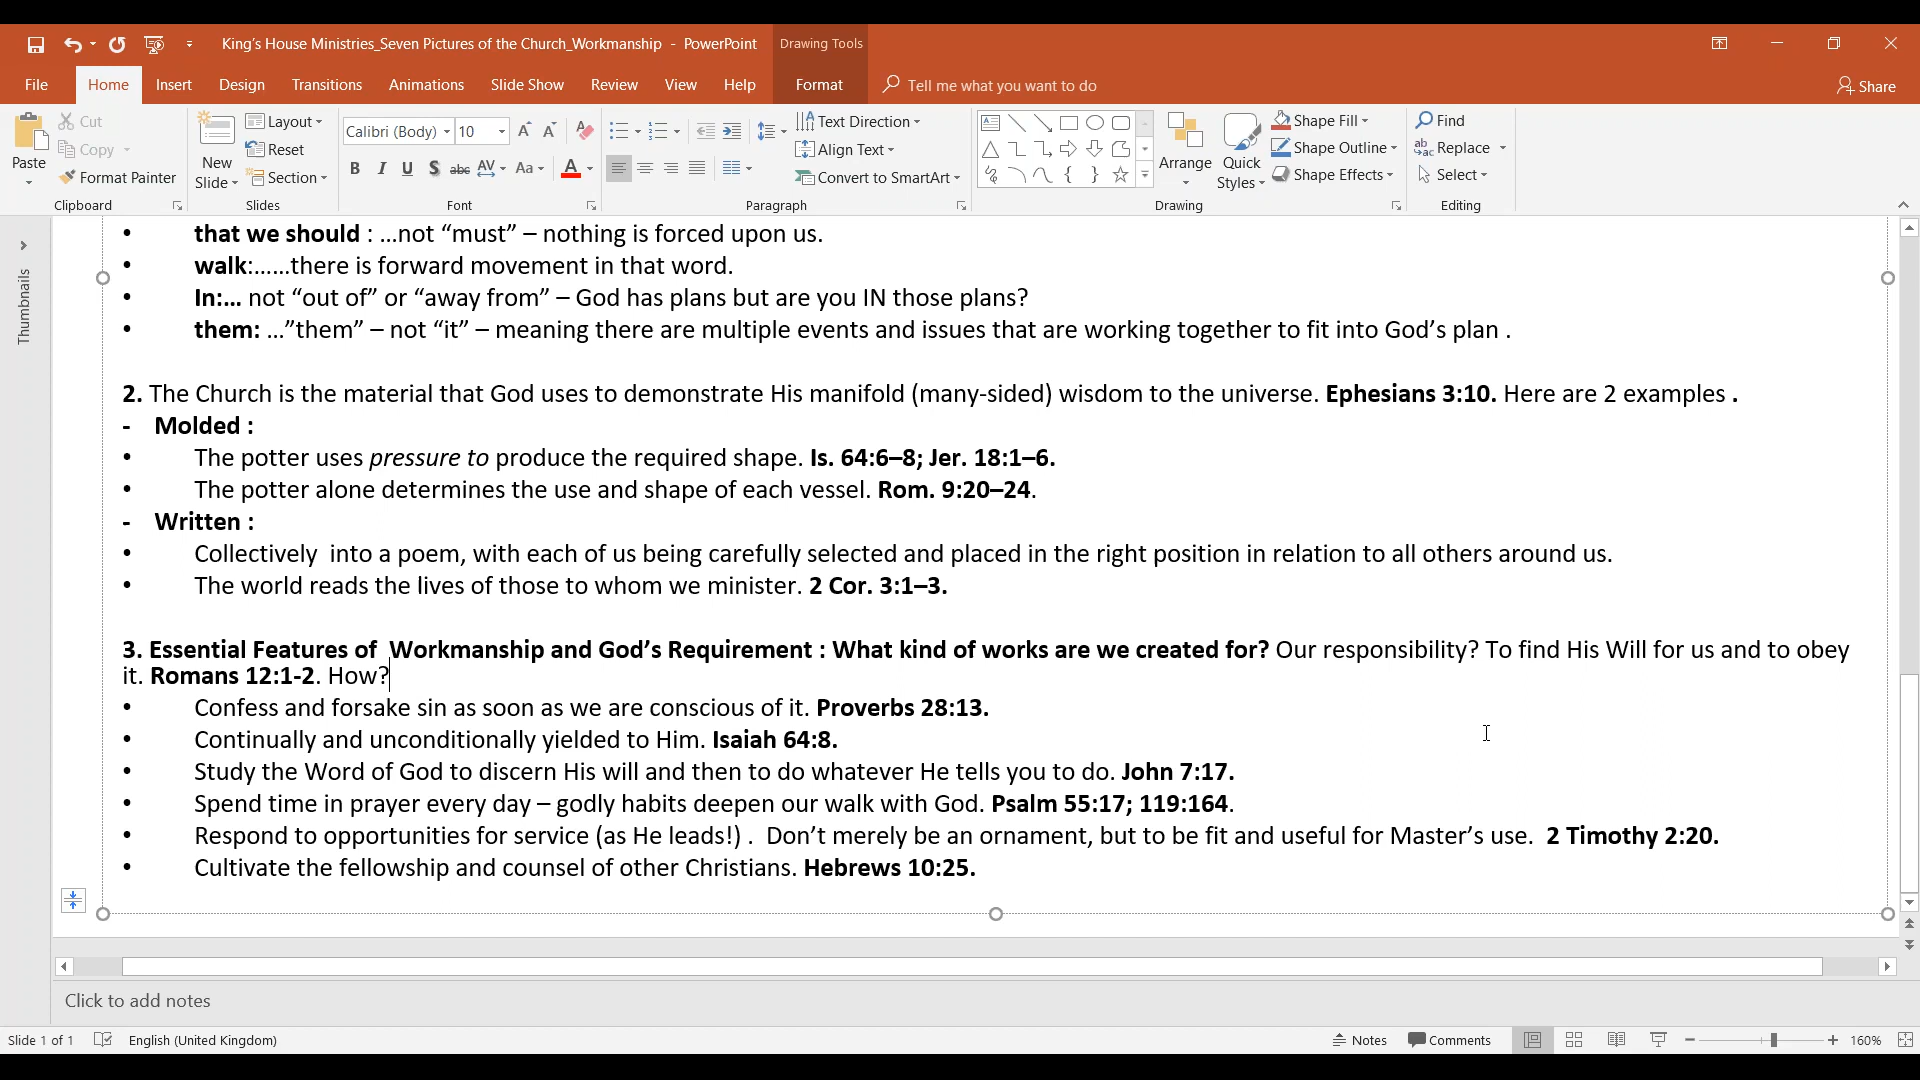 King's House Ministries_Seven Pictures of the Church_Workmanship - PowerPoint
Drawing Tools
File Home Insert Design Transitions Animations Slide Show Review View Help Format Tell me what you want to do Share
Paste
Cut
Copy
Format Painter
Clipboard
New Slide
Layout
Reset
Section
Slides
Calibri (Body) 10
B I U S abc AV Aa A
Font
Text Direction
Align Text
Convert to SmartArt
Paragraph
Arrange
Quick Styles
Shape Fill
Shape Outline
Shape Effects
Drawing
Find
Replace
Select
Editing
Thumbnails
• that we should : ...not “must” – nothing is forced upon us.
• walk:......there is forward movement in that word.
• In:... not “out of” or “away from” – God has plans but are you IN those plans?
• them: ...”them” – not “it” – meaning there are multiple events and issues that are working together to fit into God’s plan .
2. The Church is the material that God uses to demonstrate His manifold (many-sided) wisdom to the universe. Ephesians 3:10. Here are 2 examples .
- Molded :
• The potter uses pressure to produce the required shape. Is. 64:6–8; Jer. 18:1–6.
• The potter alone determines the use and shape of each vessel. Rom. 9:20–24.
- Written :
• Collectively  into a poem, with each of us being carefully selected and placed in the right position in relation to all others around us.
• The world reads the lives of those to whom we minister. 2 Cor. 3:1–3.
3. Essential Features of  Workmanship and God’s Requirement : What kind of works are we created for? Our responsibility? To find His Will for us and to obey
it. Romans 12:1-2. How?
• Confess and forsake sin as soon as we are conscious of it. Proverbs 28:13.
• Continually and unconditionally yielded to Him. Isaiah 64:8.
• Study the Word of God to discern His will and then to do whatever He tells you to do. John 7:17.
• Spend time in prayer every day – godly habits deepen our walk with God. Psalm 55:17; 119:164.
• Respond to opportunities for service (as He leads!) .  Don’t merely be an ornament, but to be fit and useful for Master’s use.  2 Timothy 2:20.
• Cultivate the fellowship and counsel of other Christians. Hebrews 10:25.
Click to add notes
Slide 1 of 1 English (United Kingdom) Notes Comments 160%